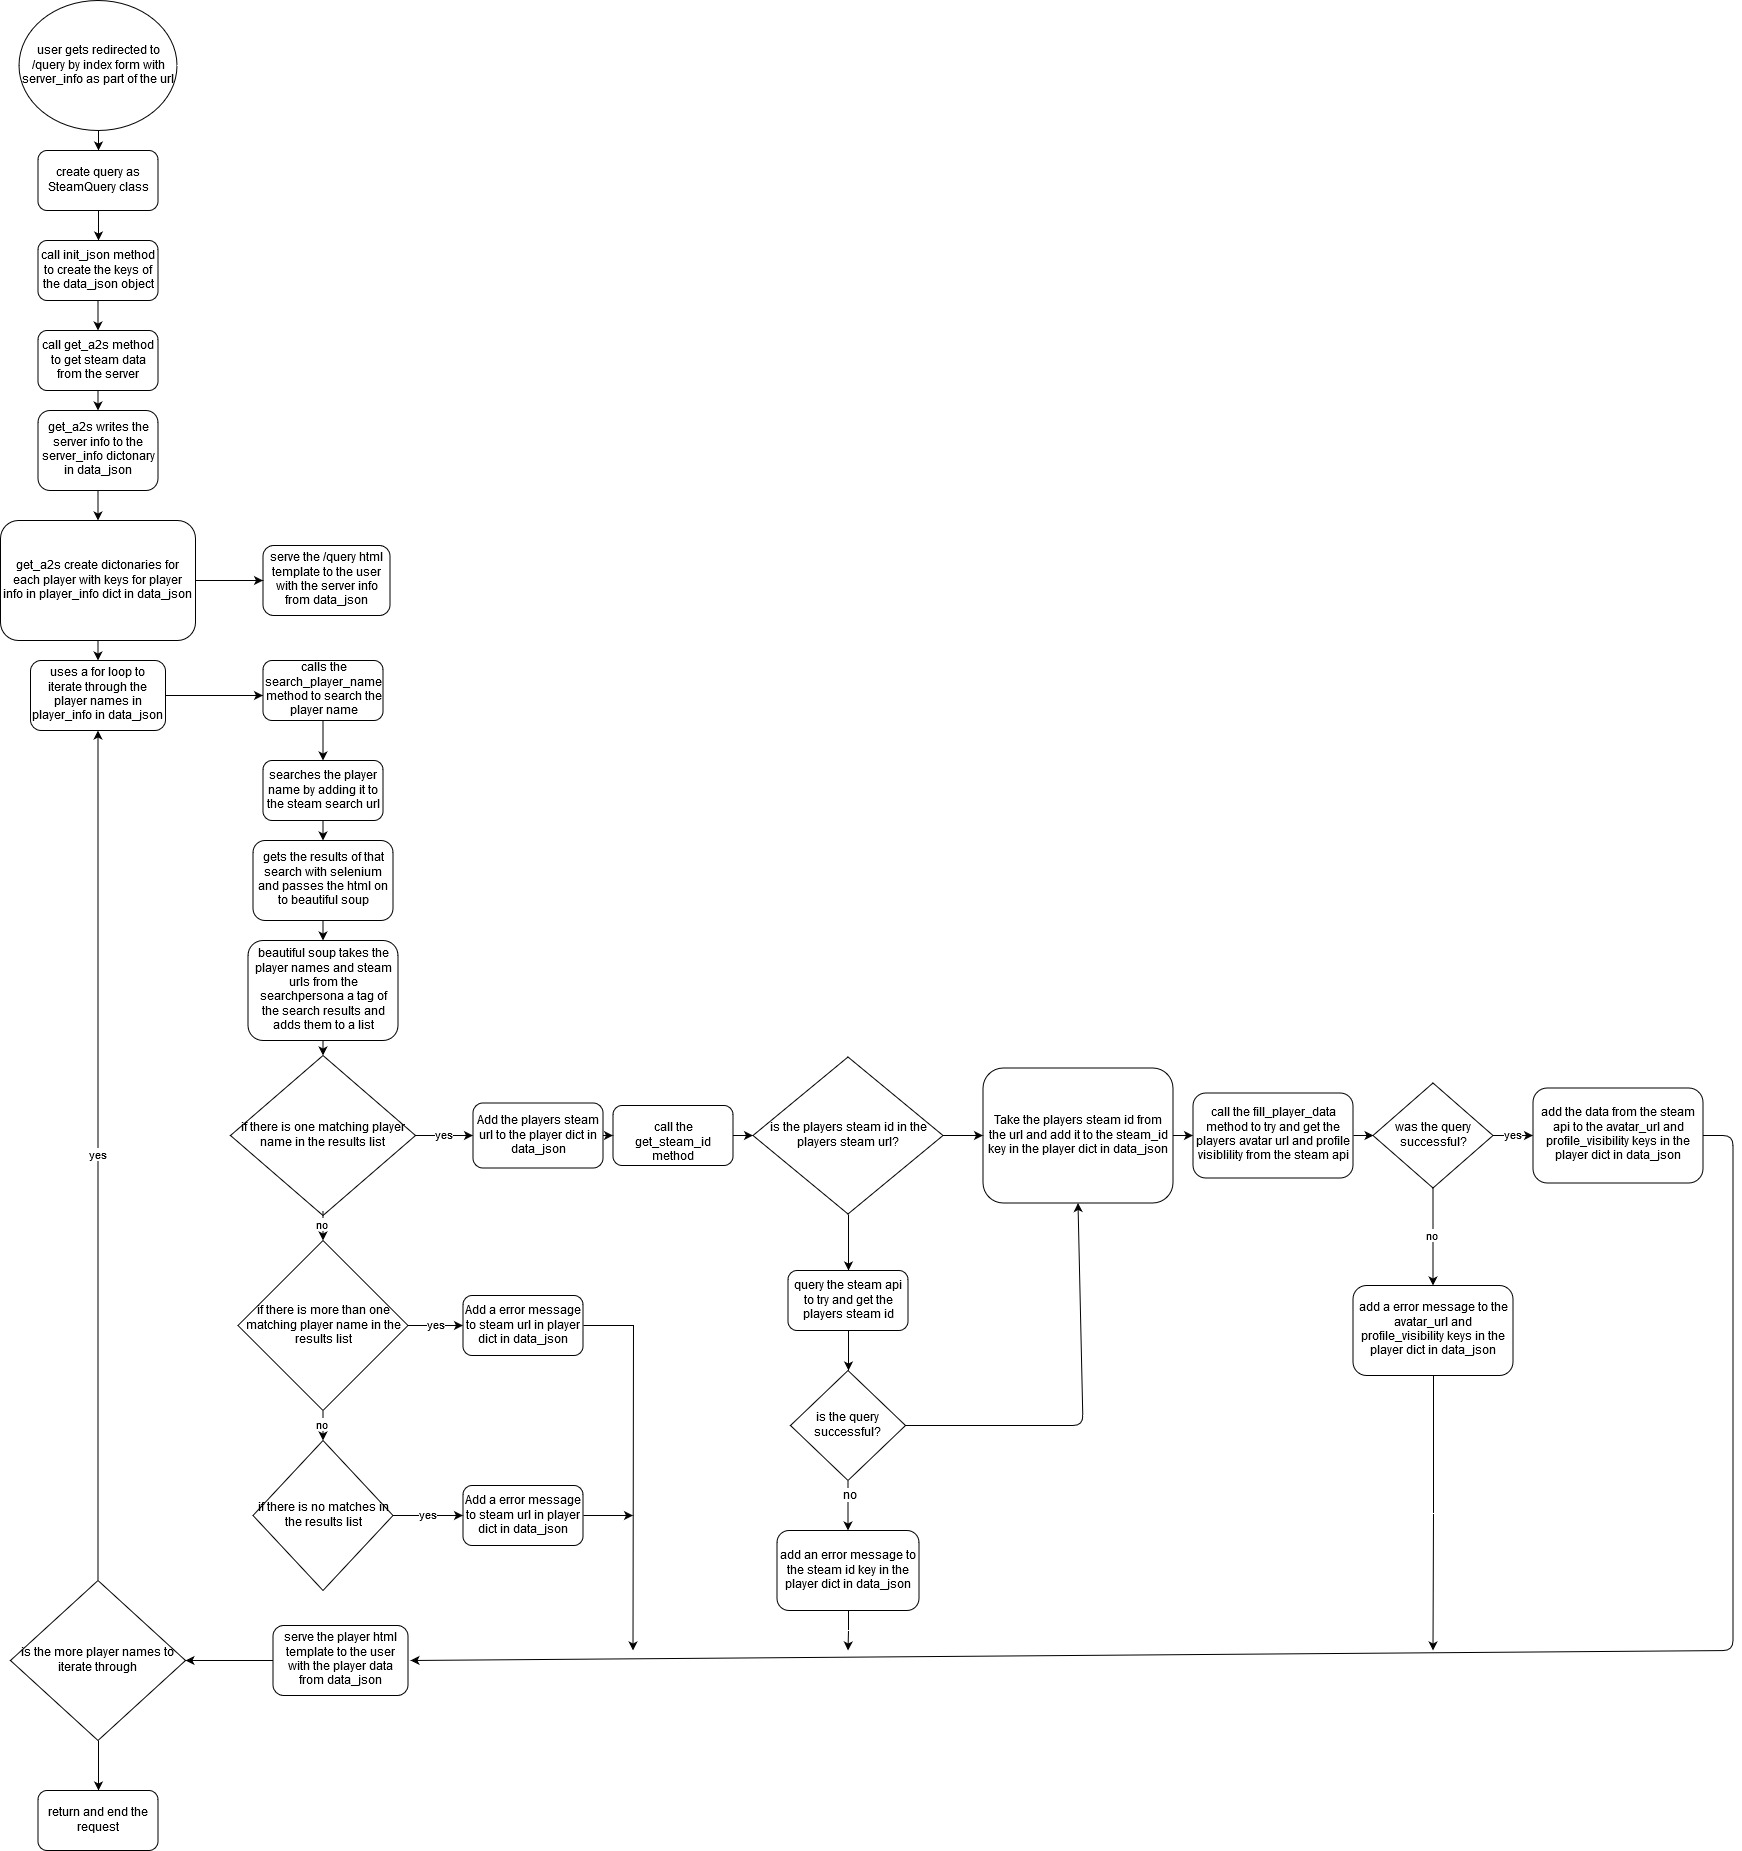 user gets redirected to
/query by index form with
server_info as part of the url
create query as
SteamQuery class
call init_json method
to create the keys of
the data_json object
call get_a2s method
to get steam data
from the server
get_a2s writes the
server info to the
server_info dictonary
in data_json
get_a2s create dictonaries for
each player with keys for player
info in player_info dict in data_json
serve the /query html
template to the user
with the server info
from data_json
uses a for loop to
iterate through the
player names in
player_info in data_json
calls the
search_player_name
method to search the
player name
searches the player
name by adding it to
the steam search url
gets the results of that
search with selenium
and passes the html on
to beautiful soup
beautiful soup takes the
player names and steam
urls from the
searchpersona a tag of
the search results and
adds them to a list
if there is one matching player
name in the results list
yes
Add the players steam
url to the player dict in
data_json
call the
get_steam_id
method
is the players steam id in the
players steam url?
Take the players steam id from
the url and add it to the steam_id
key in the player dict in data_json
call the fill_player_data
method to try and get the
players avatar url and profile
visiblility from the steam api
was the query
successful?
yes
add the data from the steam
api to the avatar_url and
profile_visibility keys in the
player dict in data_json
yes
no
no
if there is more than one
matching player name in the
results list
yes
Add a error message
to steam url in player
dict in data_json
query the steam api
to try and get the
players steam id
add a error message to the
avatar_url and
profile_visibility keys in the
player dict in data_json
no
is the query
successful?
if there is no matches in
the results list
yes
Add a error message
to steam url in player
dict in data_json
no
add an error message to
the steam id key in the
player dict in data_json
is the more player names to
iterate through
serve the player html
template to the user
with the player data
from data_json
return and end the
request